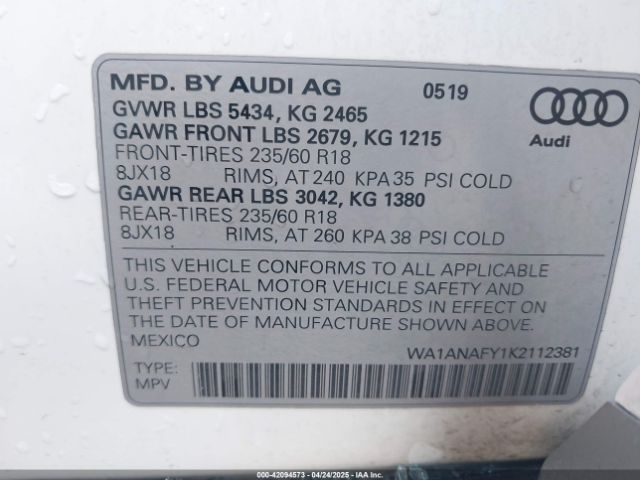 MFD. BY AUDI AG 0519
GVWR LBS 5434, KG 2465
GAWR FRONT LBS 2679, KG 1215
Audi
FRONT-TIRES 235/60 R18
8JX18 RIMS, AT 240 KPA 35 PSI COLD
GAWR REAR LBS 3042, KG 1380
REAR-TIRES 235/60 R18
8JX18 RIMS, AT 260 KPA 38 PSI COLD
THIS VEHICLE CONFORMS TO ALL APPLICABLE
U.S. FEDERAL MOTOR VEHICLE SAFETY AND
THEFT PREVENTION STANDARDS IN EFFECT ON
THE DATE OF MANUFACTURE SHOWN ABOVE.
MEXICO
WA1ANAFY1K2112381
TYPE:
MPV
000-42094573 - 04/24/2025 - IAAI.COM